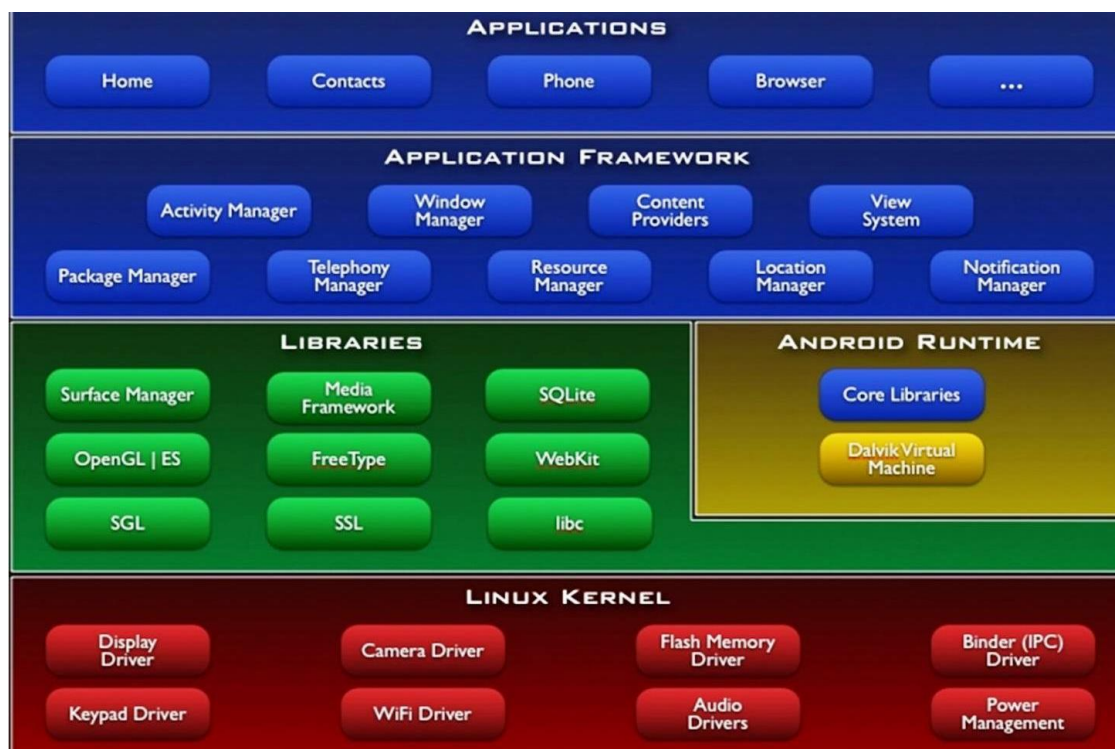 APPLICATIONS
Home
Contacts
Phone
Browser
...
APPLICATION FRAMEWORK
Activity Manager
Window
Manager
Content
Providers
View
System
Package Manager
Telephony
Manager
Resource
Manager
Location
Manager
Notification
Manager
LIBRARIES
Surface Manager
Media
Framework
SQLite
OpenGL | ES
FreeType
WebKit
SGL
SSL
libc
ANDROID RUNTIME
Core Libraries
Dalvik Virtual
Machine
LINUX KERNEL
Display
Driver
Camera Driver
Flash Memory
Driver
Binder (IPC)
Driver
Keypad Driver
WiFi Driver
Audio
Drivers
Power
Management